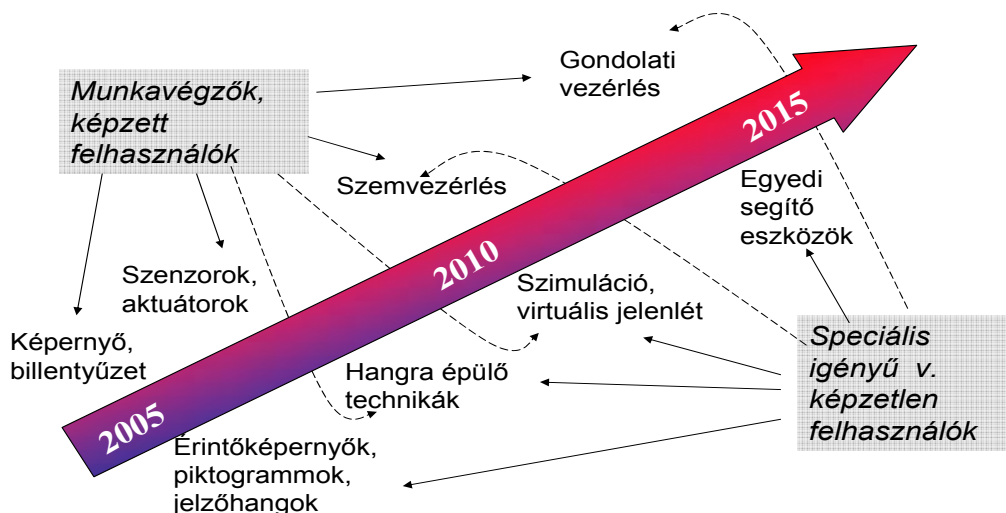 Gondolati
vezérlés
Munkavégzők,
képzett
felhasználók
2015
Szemvezérlés
Egyedi
segítő
eszközök
2010
Szenzorok,
aktuátorok
Szimuláció,
virtuális jelenlét
Képernyő,
billentyűzet
Speciális
igényű v.
képzetlen
felhasználók
Hangra épülő
technikák
2005
Érintőképernyők,
piktogrammok,
jelzőhangok